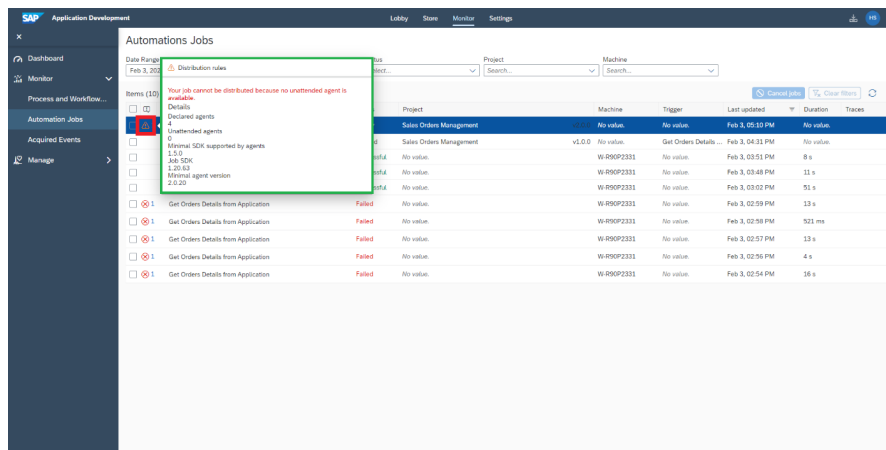 SAP Application Development
Lobby Store Monitor Settings
HS
Dashboard
Monitor
Process and Workflow...
Automation Jobs
Acquired Events
Manage
Automations Jobs
Date Range
Project
Machine
Feb 3, 202
Search...
Search...
Items (10)
Cancel jobs
Clear filters
Distribution rules
Your job cannot be distributed because no unattended agent is
available.
Details
Declared agents
4
Unattended agents
0
Minimal SDK supported by agents
1.5.0
Job SDK
1.20.63
Minimal agent version
2.0.20
Project Machine Trigger Last updated Duration Traces
Sales Orders Management No value. No value. Feb 3, 05:10 PM No value.
Sales Orders Management v1.0.0 No value. Get Orders Details ... Feb 3, 04:31 PM No value.
No value. W-R90P2331 No value. Feb 3, 03:51 PM 8 s
No value. W-R90P2331 No value. Feb 3, 03:48 PM 11 s
No value. W-R90P2331 No value. Feb 3, 03:02 PM 51 s
1 Get Orders Details from Application Failed No value. W-R90P2331 No value. Feb 3, 02:59 PM 13 s
1 Get Orders Details from Application Failed No value. W-R90P2331 No value. Feb 3, 02:58 PM 521 ms
1 Get Orders Details from Application Failed No value. W-R90P2331 No value. Feb 3, 02:57 PM 13 s
1 Get Orders Details from Application Failed No value. W-R90P2331 No value. Feb 3, 02:56 PM 4 s
1 Get Orders Details from Application Failed No value. W-R90P2331 No value. Feb 3, 02:54 PM 16 s